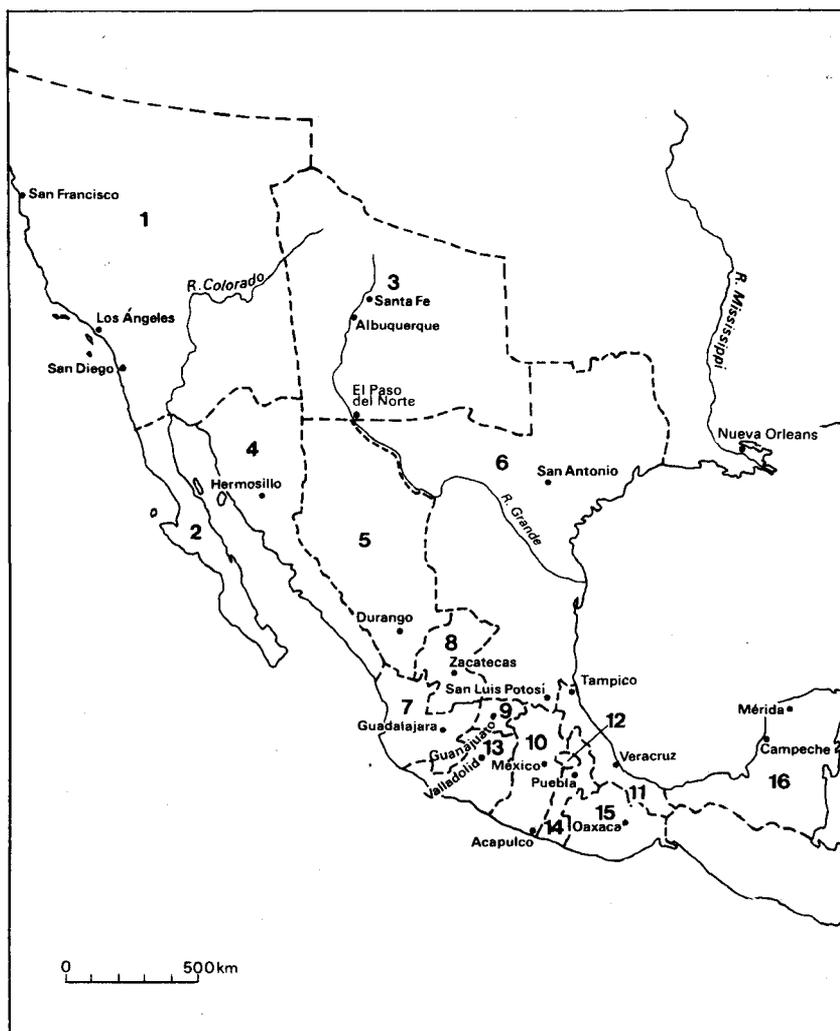 San Francisco
1
R. Colorado
3
Santa Fe
Albuquerque
Los Ángeles
San Diego
R. Mississippi
El Paso
del Norte
Nueva Orleans
4
Hermosillo
6
San Antonio
R. Grande
2
5
Durango
8
Zacatecas
San Luis Potosí
Tampico
7
9
12
Mérida
Guadalajara
Guanajuato
13
10
Campeche
Valladolid
México
Veracruz
Puebla
16
11
15
14
Oaxaca
Acapulco
0 500 km